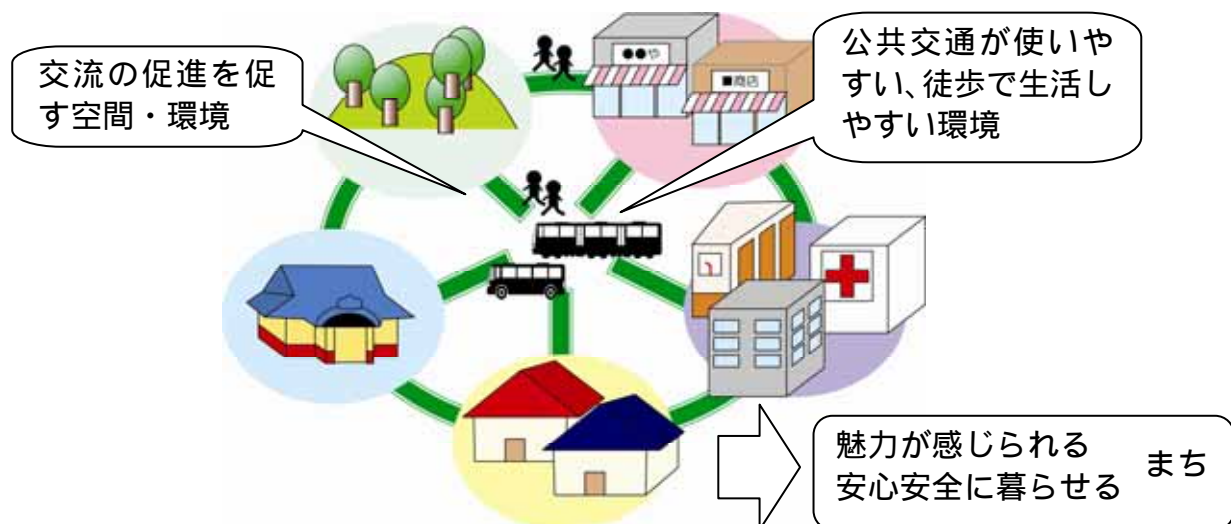 交流の促進を促
す空間・環境
公共交通が使いや
すい、徒歩で生活し
やすい環境
●●や
■商店
魅力が感じられる
安心安全に暮らせる
まち